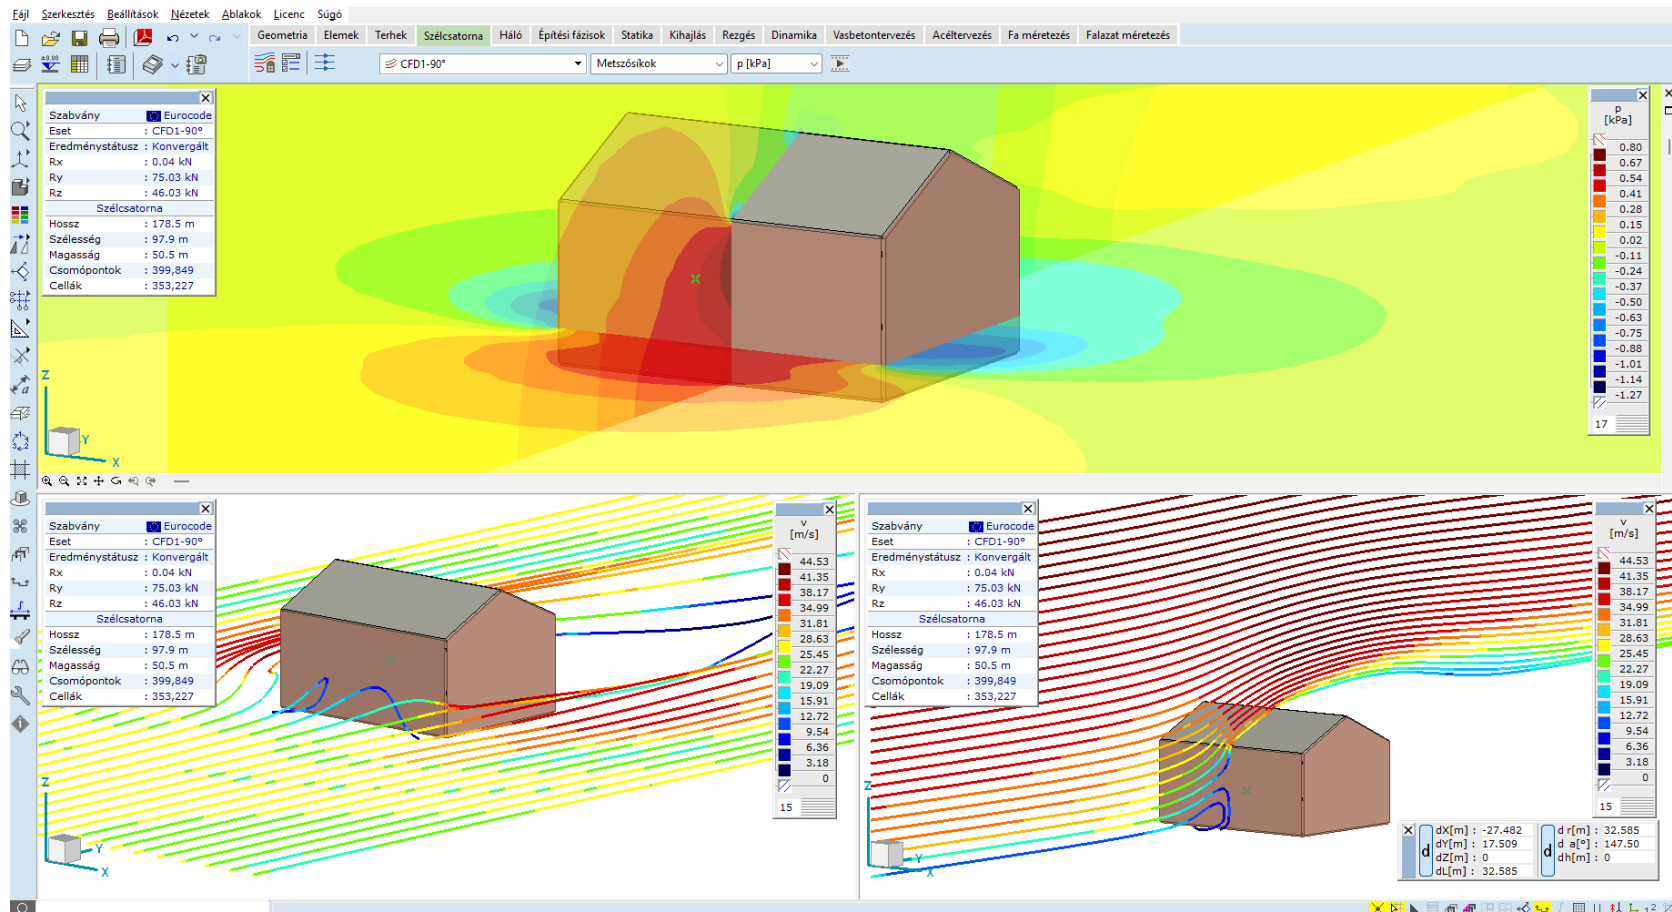 Fájl Szerkesztés Beállítások Nézetek Ablakok Licenc Súgó
Geometria Elemek Terhek Szélcsatorna Háló Építési fázisok Statika Kihajlás Rezgés Dinamika Vasbetontervezés Acéltervezés Fa méretezés Falazat méretezés
CFD1-90° Metszősíkok p [kPa]
Szabvány Eurocode
Eset : CFD1-90°
Eredménystátusz : Konvergált
Rx : 0.04 kN
Ry : 75.03 kN
Rz : 46.03 kN
Szélcsatorna
Hossz : 178.5 m
Szélesség : 97.9 m
Magasság : 50.5 m
Csomópontok : 399,849
Cellák : 353,227
p
[kPa]
0.80
0.67
0.54
0.41
0.28
0.15
0.02
-0.11
-0.24
-0.37
-0.50
-0.63
-0.75
-0.88
-1.01
-1.14
-1.27
17
Z
Y
X
Szabvány Eurocode
Eset : CFD1-90°
Eredménystátusz : Konvergált
Rx : 0.04 kN
Ry : 75.03 kN
Rz : 46.03 kN
Szélcsatorna
Hossz : 178.5 m
Szélesség : 97.9 m
Magasság : 50.5 m
Csomópontok : 399,849
Cellák : 353,227
v
[m/s]
44.53
41.35
38.17
34.99
31.81
28.63
25.45
22.27
19.09
15.91
12.72
9.54
6.36
3.18
0
15
Z
Y
X
Szabvány Eurocode
Eset : CFD1-90°
Eredménystátusz : Konvergált
Rx : 0.04 kN
Ry : 75.03 kN
Rz : 46.03 kN
Szélcsatorna
Hossz : 178.5 m
Szélesség : 97.9 m
Magasság : 50.5 m
Csomópontok : 399,849
Cellák : 353,227
v
[m/s]
44.53
41.35
38.17
34.99
31.81
28.63
25.45
22.27
19.09
15.91
12.72
9.54
6.36
3.18
0
15
Z
Y
X
d dX[m] : -27.482 d d r[m] : 32.585
dY[m] : 17.509 d a[°] : 147.50
dZ[m] : 0 dh[m] : 0
dL[m] : 32.585